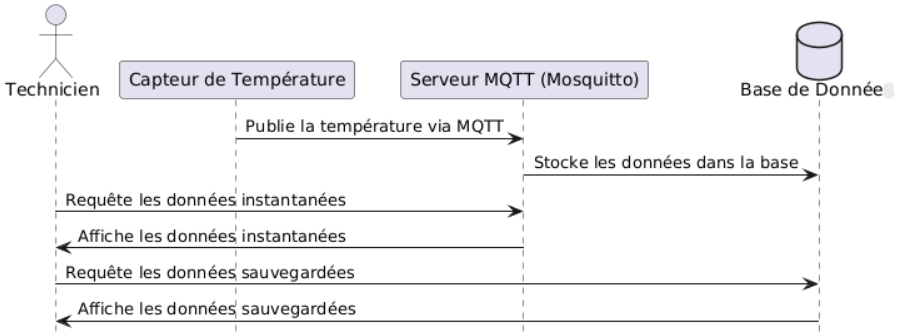 Technicien
Capteur de Température
Serveur MQTT (Mosquitto)
Base de Donnée
Publie la température via MQTT
Stocke les données dans la base
Requête les données instantanées
Affiche les données instantanées
Requête les données sauvegardées
Affiche les données sauvegardées